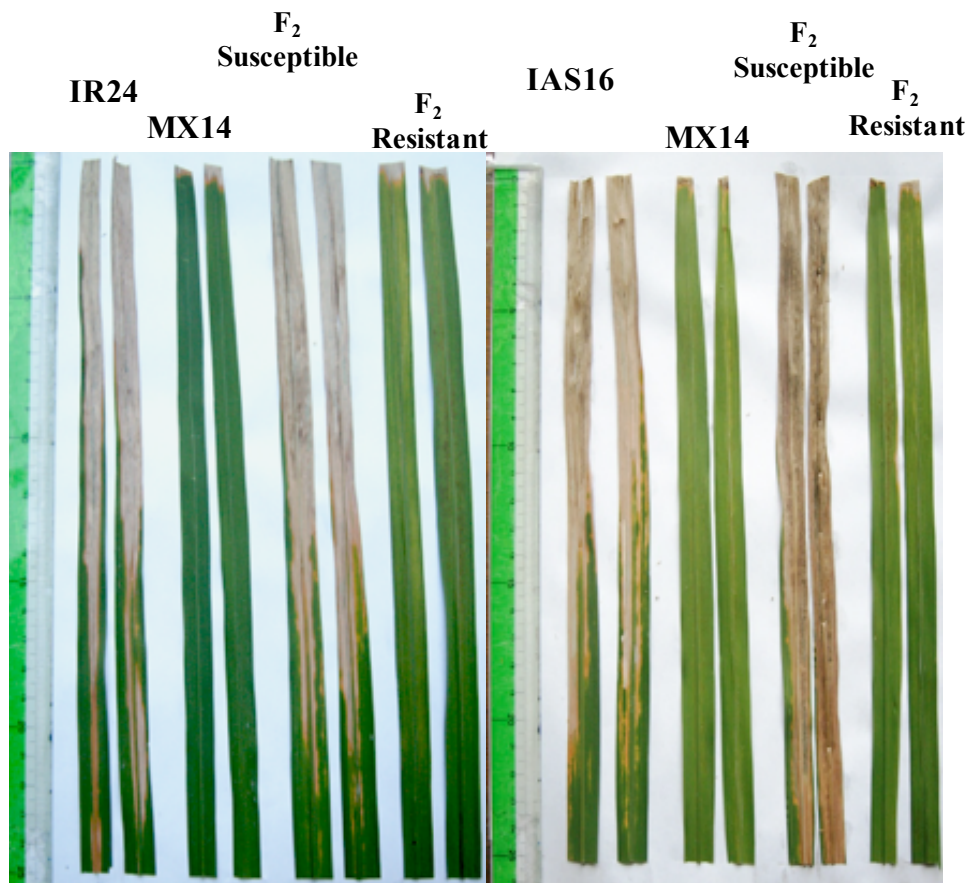 IR24
MX14
F₂
Susceptible
F₂
Resistant
IAS16
MX14
F₂
Susceptible
F₂
Resistant